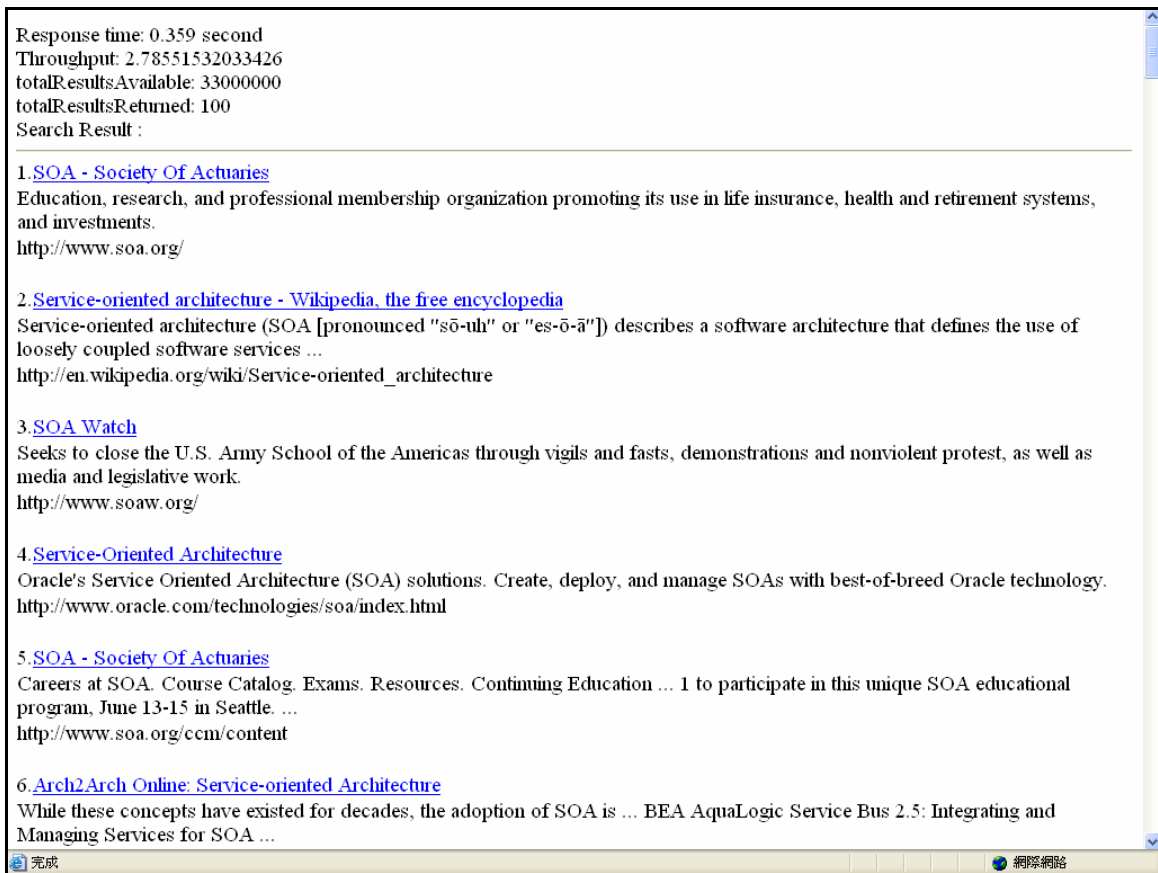 Response time: 0.359 second
Throughput: 2.78551532033426
totalResultsAvailable: 33000000
totalResultsReturned: 100
Search Result :
1.SOA - Society Of Actuaries
Education, research, and professional membership organization promoting its use in life insurance, health and retirement systems,
and investments.
http://www.soa.org/
2.Service-oriented architecture - Wikipedia, the free encyclopedia
Service-oriented architecture (SOA [pronounced "sō-uh" or "es-ō-ā"]) describes a software architecture that defines the use of
loosely coupled software services ...
http://en.wikipedia.org/wiki/Service-oriented_architecture
3.SOA Watch
Seeks to close the U.S. Army School of the Americas through vigils and fasts, demonstrations and nonviolent protest, as well as
media and legislative work.
http://www.soaw.org/
4.Service-Oriented Architecture
Oracle's Service Oriented Architecture (SOA) solutions. Create, deploy, and manage SOAs with best-of-breed Oracle technology.
http://www.oracle.com/technologies/soa/index.html
5.SOA - Society Of Actuaries
Careers at SOA. Course Catalog. Exams. Resources. Continuing Education ... 1 to participate in this unique SOA educational
program, June 13-15 in Seattle. ...
http://www.soa.org/ccm/content
6.Arch2Arch Online: Service-oriented Architecture
While these concepts have existed for decades, the adoption of SOA is ... BEA AquaLogic Service Bus 2.5: Integrating and
Managing Services for SOA ...
完成 網際網路